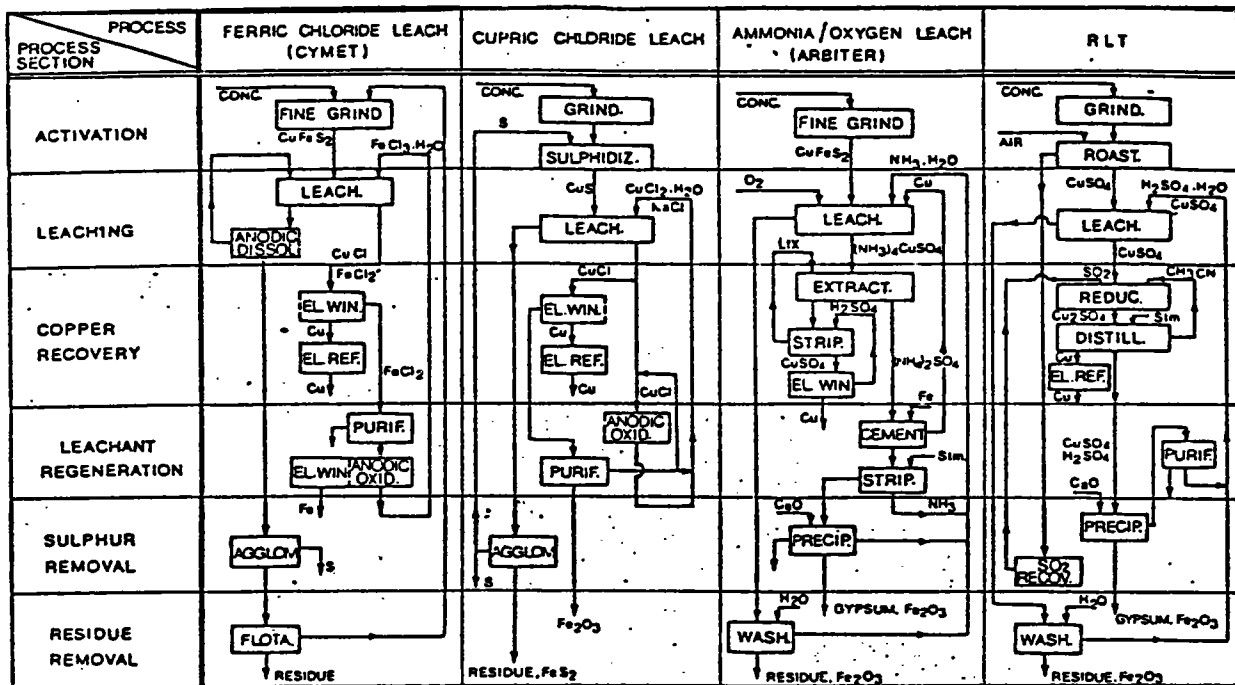 PROCESS
PROCESS SECTION
FERRIC CHLORIDE LEACH
(CYMET)
CUPRIC CHLORIDE LEACH
AMMONIA/OXYGEN LEACH
(ARBITER)
RLT
ACTIVATION
CONC.
FINE GRIND
CuFeS2
FeCl3.H2O
CONC.
GRIND.
S
SULPHIDIZ.
CONC.
FINE GRIND
CuFeS2
NH3.H2O
CONC.
GRIND.
AIR
ROAST.
CuSO4
H2SO4.H2O
LEACHING
LEACH.
ANODIC
DISSOL
CuCl
CuS
CuCl2.H2O
NaCl
LEACH.
O2
Cu
LEACH.
(NH3)4CuSO4
CuSO4
LEACH.
CuSO4
COPPER
RECOVERY
FeCl2
EL.WIN.
Cu
EL.REF.
Cu
FeCl2
CuCl
EL.WIN.
Cu
EL.REF.
Cu
CuCl
Lix
EXTRACT.
H2SO4
STRIP.
CuSO4
EL WIN
Cu
(NH4)2SO4
Fe
SO2
CH3CN
REDUC.
Cu2SO4
Stm
DISTILL.
Cu
EL.REF.
Cu
LEACHANT
REGENERATION
PURIF.
EL.WIN
ANODIC
OXID.
Fe
ANODIC
OXID.
PURIF.
CEMENT
Stm.
STRIP.
NH3
CuSO4
H2SO4
PURIF.
SULPHUR
REMOVAL
AGGLOM
S
AGGLOM
S
CaO
PRECIP.
CaO
PRECIP.
SO2
RECOV.
RESIDUE
REMOVAL
FLOTA.
RESIDUE
Fe2O3
RESIDUE, FeS2
H2O
WASH.
GYPSUM, Fe2O3
RESIDUE, Fe2O3
H2O
WASH.
GYPSUM, Fe2O3
RESIDUE, Fe2O3